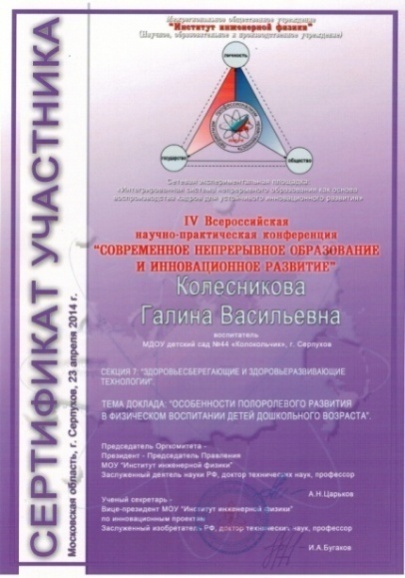 СЕРТИФИКАТ УЧАСТНИКА
Московская область, г. Серпухов, 23 апреля 2014 г.
Межрегиональное общественное учреждение
"Институт инженерной физики"
(Научное, образовательное и производственное учреждение)
личность
государство
общество
Сетевая экспериментальная площадка:
«Интегрированная система непрерывного образования как основа
воспроизводства кадров для устойчивого инновационного развития»
IV Всероссийская
научно-практическая конференция
"СОВРЕМЕННОЕ НЕПРЕРЫВНОЕ ОБРАЗОВАНИЕ
И ИННОВАЦИОННОЕ РАЗВИТИЕ"
Колесникова
Галина Васильевна
воспитатель
МДОУ детский сад №44 «Колокольчик», г. Серпухов
СЕКЦИЯ 7: "ЗДОРОВЬЕСБЕРЕГАЮЩИЕ И ЗДОРОВЬЕРАЗВИВАЮЩИЕ
ТЕХНОЛОГИИ".
ТЕМА ДОКЛАДА: "ОСОБЕННОСТИ ПОЛОРОЛЕВОГО РАЗВИТИЯ
В ФИЗИЧЕСКОМ ВОСПИТАНИИ ДЕТЕЙ ДОШКОЛЬНОГО ВОЗРАСТА".
Председатель Оргкомитета –
Президент - Председатель Правления
МОУ "Институт инженерной физики"
Заслуженный деятель науки РФ, доктор технических наук, профессор
А.Н.Царьков
Ученый секретарь –
Вице-президент МОУ "Институт инженерной физики"
по инновационным проектам
Заслуженный изобретатель РФ, доктор технических наук, профессор
И.А.Бугаков